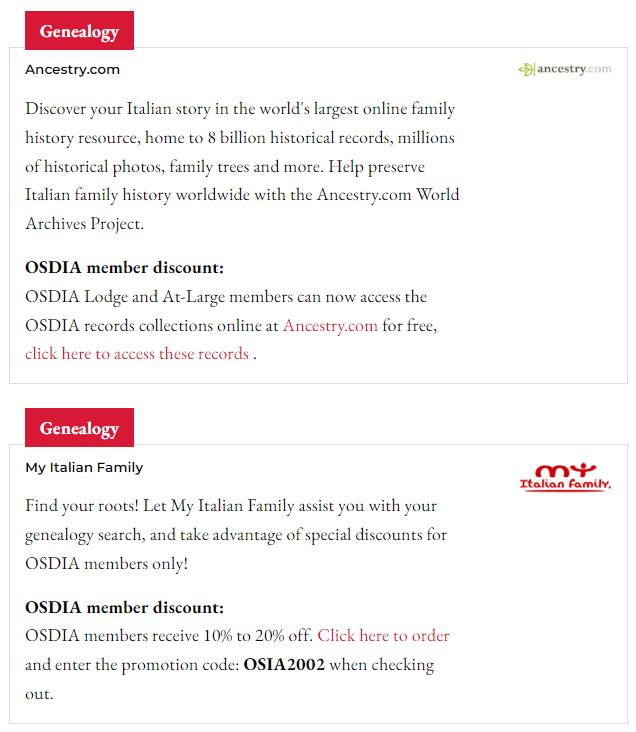 Genealogy
Ancestry.com
ancestry.com
Discover your Italian story in the world's largest online family
history resource, home to 8 billion historical records, millions
of historical photos, family trees and more. Help preserve
Italian family history worldwide with the Ancestry.com World
Archives Project.
OSDIA member discount:
OSDIA Lodge and At-Large members can now access the
OSDIA records collections online at Ancestry.com for free,
click here to access these records .
Genealogy
My Italian Family
my
Italian Family.
Find your roots! Let My Italian Family assist you with your
genealogy search, and take advantage of special discounts for
OSDIA members only!
OSDIA member discount:
OSDIA members receive 10% to 20% off. Click here to order
and enter the promotion code: OSIA2002 when checking
out.